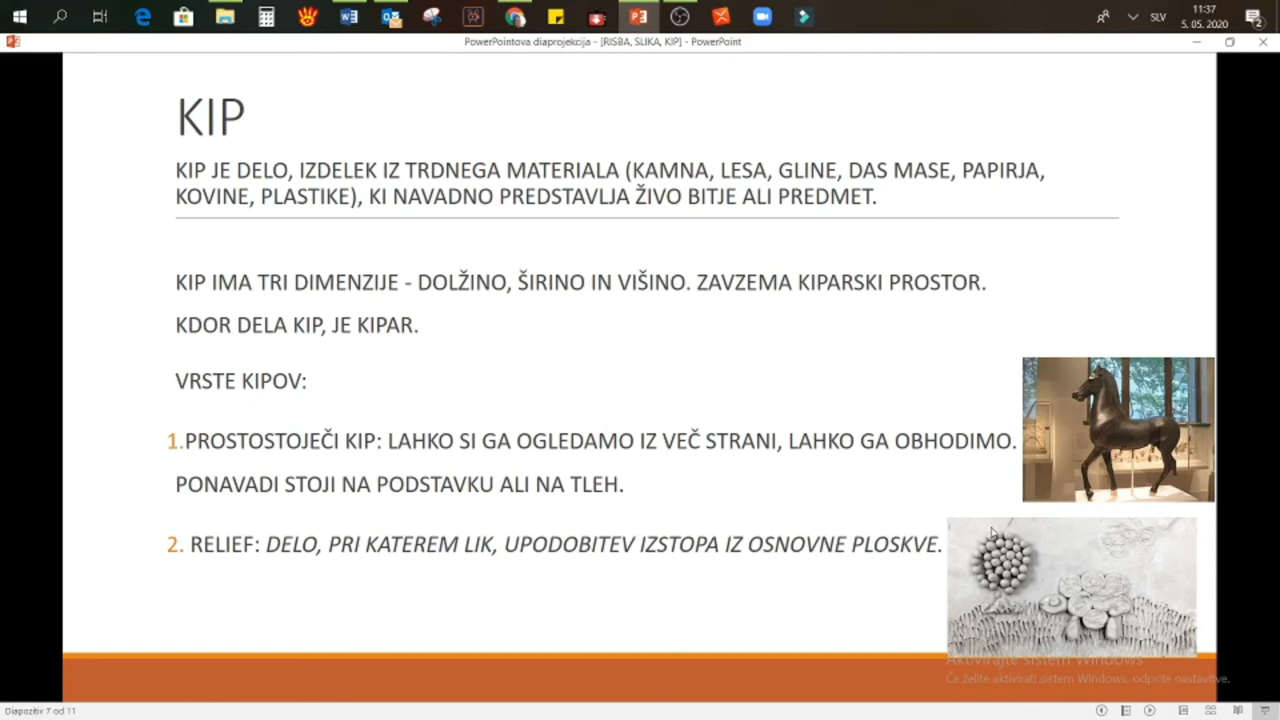 SLV
11:37
5. 05. 2020
2
PowerPointova diaprojekcija - [RISBA, SLIKA, KIP] - PowerPoint
KIP
KIP JE DELO, IZDELEK IZ TRDNEGA MATERIALA (KAMNA, LESA, GLINE, DAS MASE, PAPIRJA,
KOVINE, PLASTIKE), KI NAVADNO PREDSTAVLJA ŽIVO BITJE ALI PREDMET.
KIP IMA TRI DIMENZIJE - DOLŽINO, ŠIRINO IN VIŠINO. ZAVZEMA KIPARSKI PROSTOR.
KDOR DELA KIP, JE KIPAR.
VRSTE KIPOV:
1.PROSTOSTOJEČI KIP: LAHKO SI GA OGLEDAMO IZ VEČ STRANI, LAHKO GA OBHODIMO.
PONAVADI STOJI NA PODSTAVKU ALI NA TLEH.
2. RELIEF: DELO, PRI KATEREM LIK, UPODOBITEV IZSTOPA IZ OSNOVNE PLOSKVE.
Aktivirajte sistem Windows
Če želite aktivirati sistem Windows, odprite nastavitve.
Diapozitiv 7 od 11